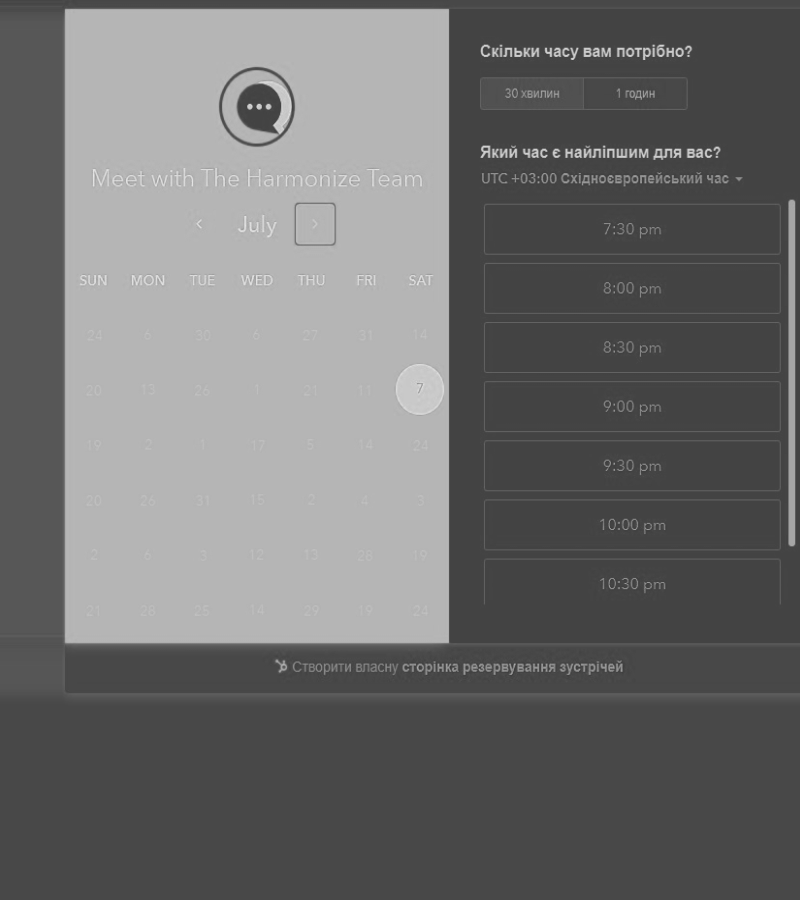 Meet with The Harmonize Team
July
SUN MON TUE WED THU FRI SAT
24 6 30 6 27 31 14
20 13 26 1 21 11 7
19 2 1 17 5 14 24
20 26 31 15 2 4 3
2 6 3 12 13 28 19
21 28 25 14 29 19 24
Скільки часу вам потрібно?
30 хвилин 1 годин
Який час є найліпшим для вас?
UTC +03:00 Східноєвропейський час
7:30 pm
8:00 pm
8:30 pm
9:00 pm
9:30 pm
10:00 pm
10:30 pm
Створити власну сторінка резервування зустрічей